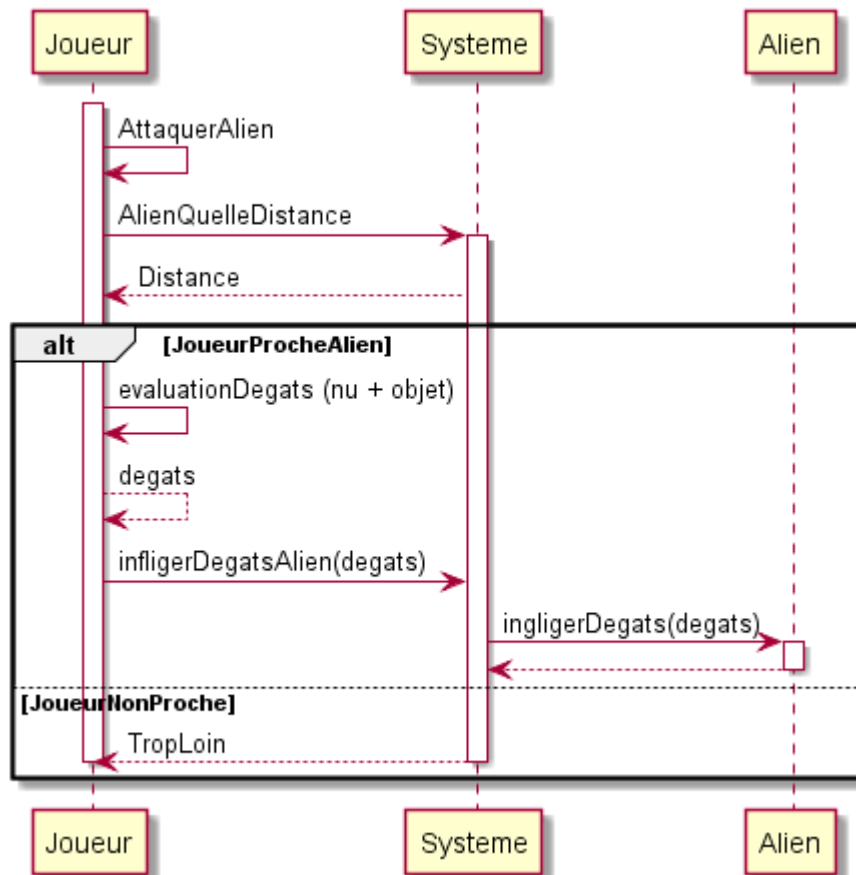 Joueur Systeme Alien
AttaquerAlien
AlienQuelleDistance
Distance
alt [JoueurProcheAlien]
evaluationDegats (nu + objet)
degats
infligerDegatsAlien(degats)
ingligerDegats(degats)
[JoueurNonProche]
TropLoin
Joueur Systeme Alien